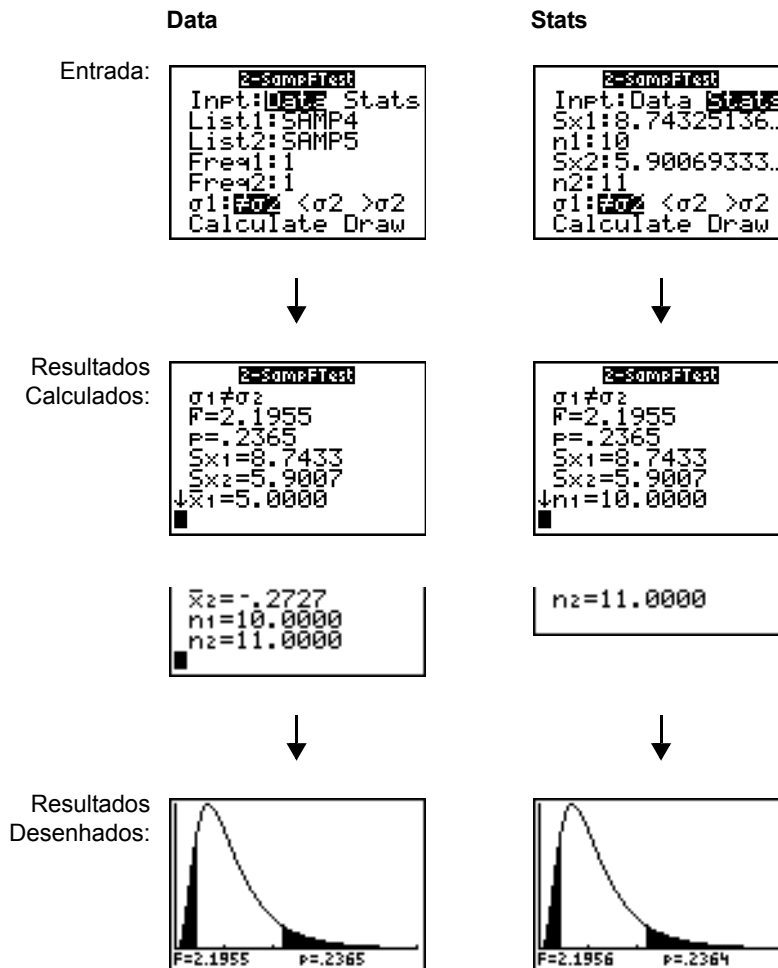 Data
Stats
Entrada:
2-SampFTest
Inpt:Data Stats
List1:SAMP4
List2:SAMP5
Freq1:1
Freq2:1
σ1:≠σ2 <σ2 >σ2
Calculate Draw
2-SampFTest
Inpt:Data Stats
Sx1:8.74325136…
n1:10
Sx2:5.90069333…
n2:11
σ1:≠σ2 <σ2 >σ2
Calculate Draw
Resultados
Calculados:
2-SampFTest
σ1≠σ2
F=2.1955
p=.2365
Sx1=8.7433
Sx2=5.9007
↓x̄1=5.0000
x̄2=-.2727
n1=10.0000
n2=11.0000
2-SampFTest
σ1≠σ2
F=2.1955
p=.2365
Sx1=8.7433
Sx2=5.9007
↓n1=10.0000
n2=11.0000
Resultados
Desenhados:
F=2.1955 p=.2365
F=2.1956 p=.2364